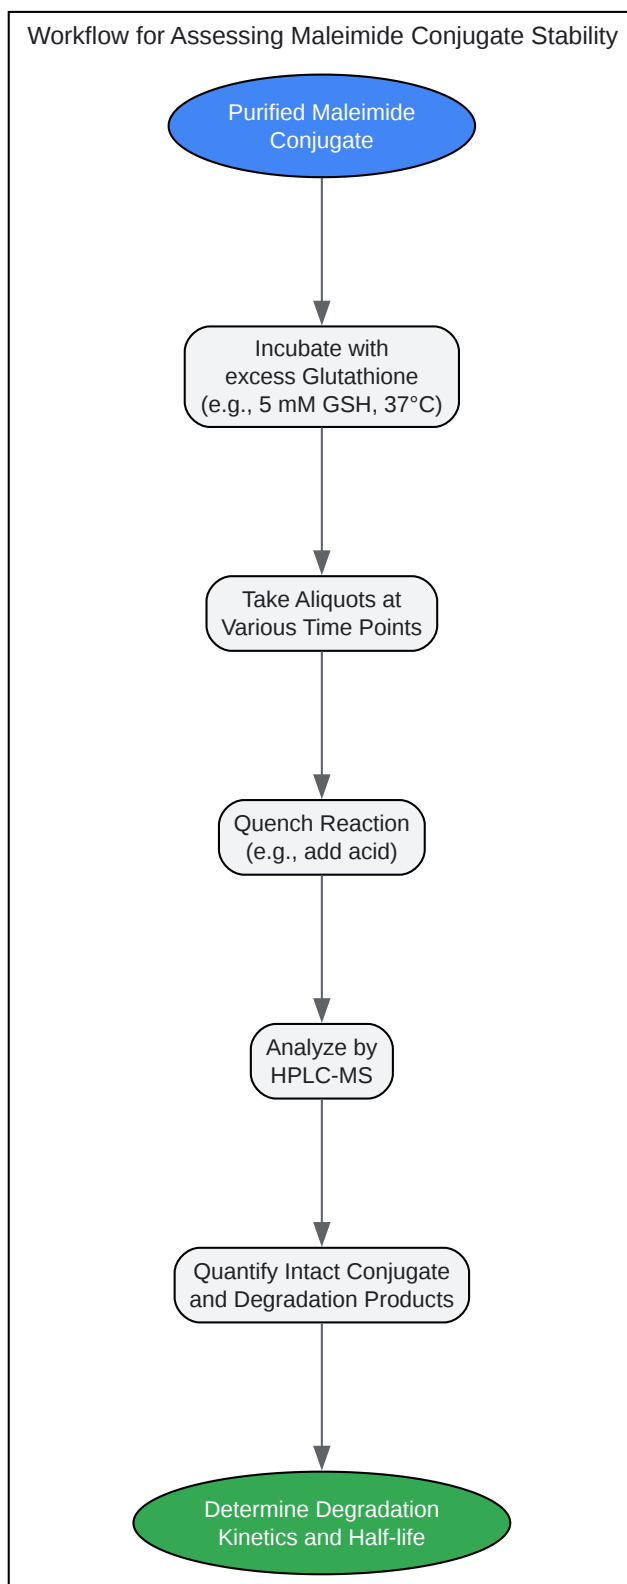 Workflow for Assessing Maleimide Conjugate Stability
Purified Maleimide
Conjugate
Incubate with
excess Glutathione
(e.g., 5 mM GSH, 37°C)
Take Aliquots at
Various Time Points
Quench Reaction
(e.g., add acid)
Analyze by
HPLC-MS
Quantify Intact Conjugate
and Degradation Products
Determine Degradation
Kinetics and Half-life